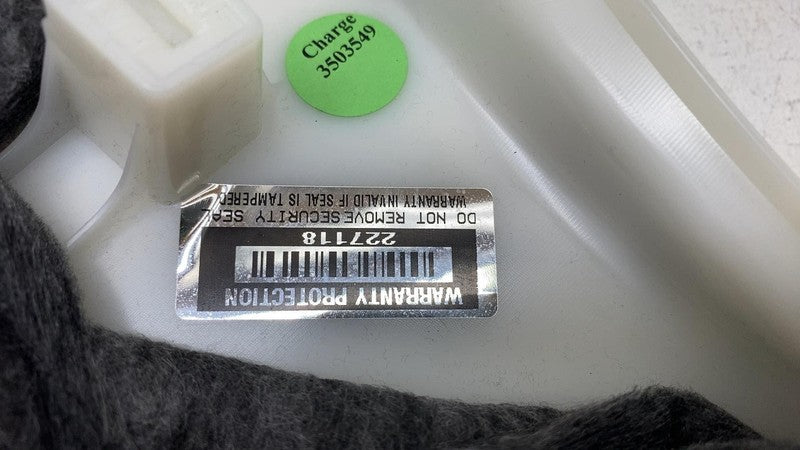 Charge
3503549
WARRANTY PROTECTION
227118
DO NOT REMOVE SECURITY SEAL
WARRANTY INVALID IF SEAL IS TAMPERED